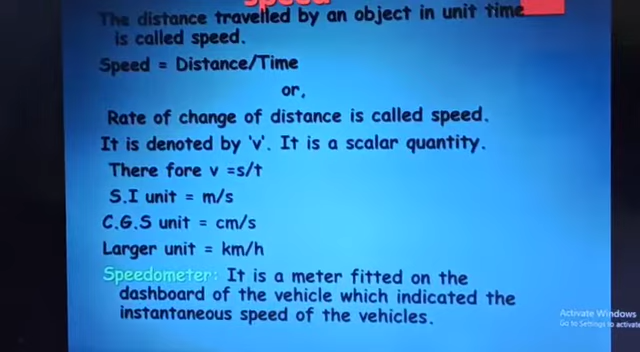 Speed
The distance travelled by an object in unit time
is called speed.
Speed = Distance/Time
or,
Rate of change of distance is called speed.
It is denoted by 'v'. It is a scalar quantity.
There fore v =s/t
S.I unit = m/s
C.G.S unit = cm/s
Larger unit = km/h
Speedometer: It is a meter fitted on the
dashboard of the vehicle which indicated the
instantaneous speed of the vehicles.
Activate Windows
Go to Settings to activate